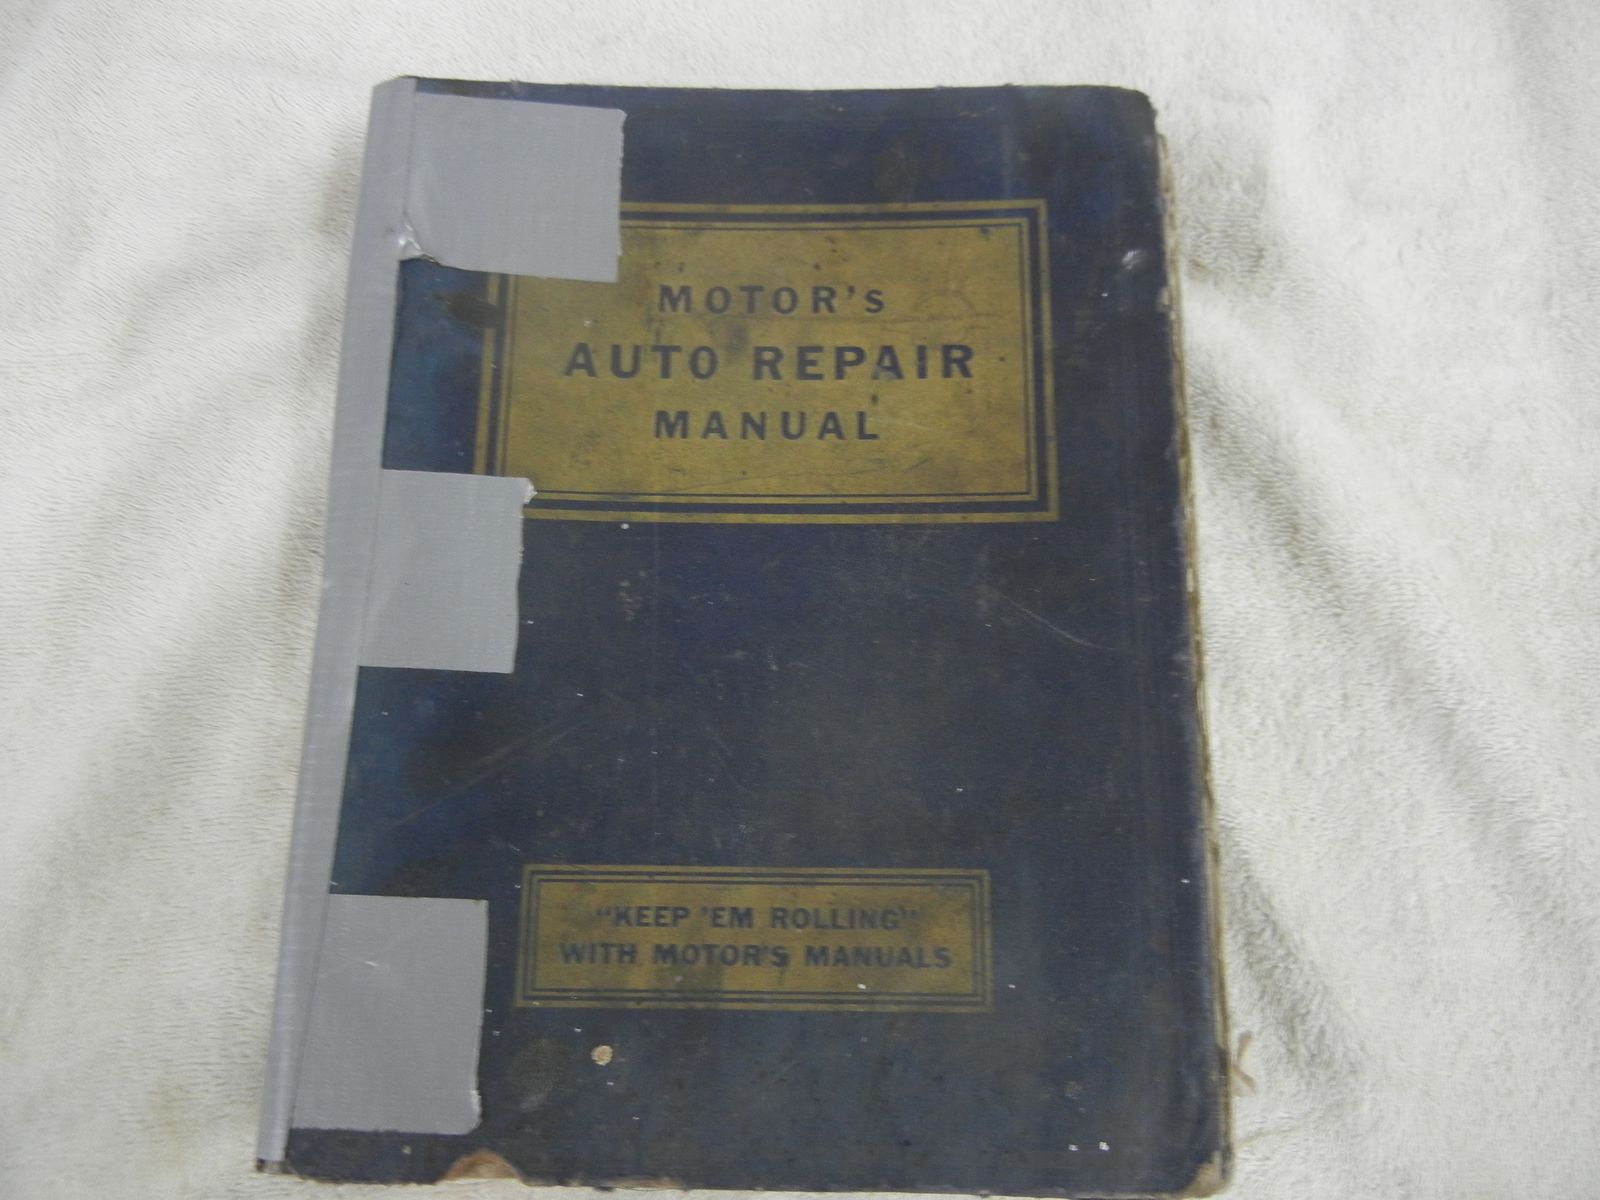 MOTOR's
AUTO REPAIR
MANUAL
"KEEP 'EM ROLLING"
WITH MOTOR'S MANUALS